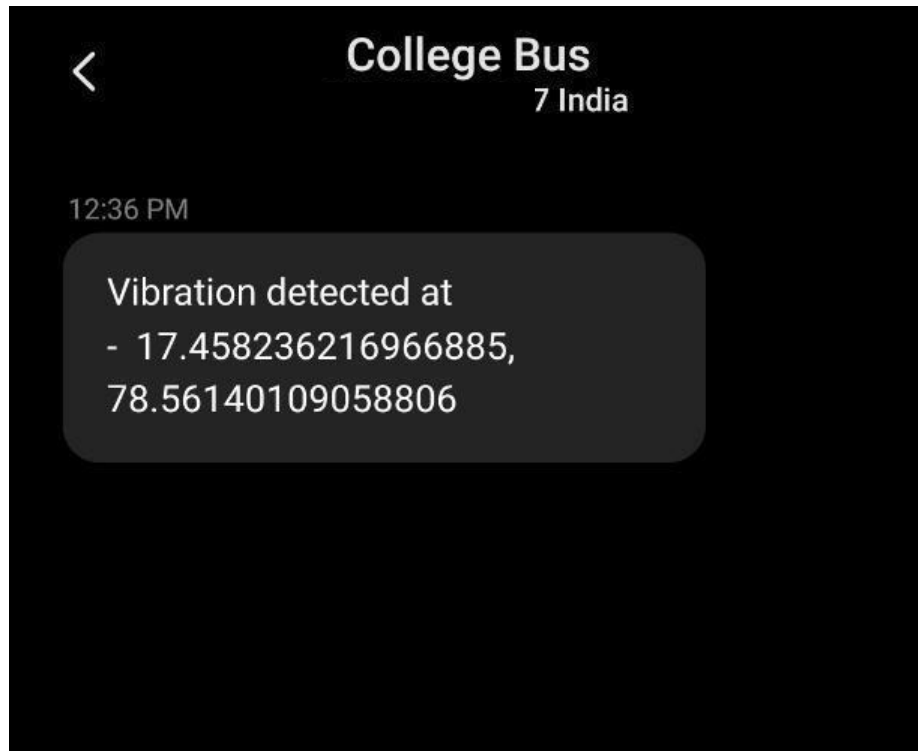 College Bus
7 India
12:36 PM
Vibration detected at
- 17.458236216966885,
78.56140109058806